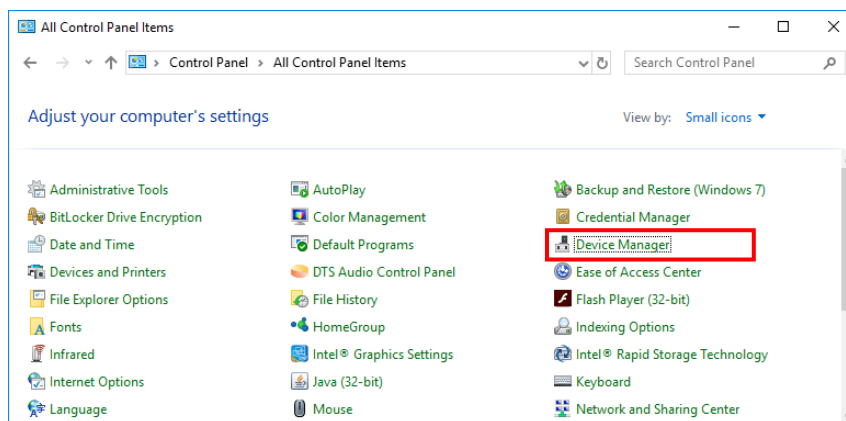 All Control Panel Items
Control Panel > All Control Panel Items Search Control Panel
Adjust your computer's settings View by: Small icons
Administrative Tools AutoPlay Backup and Restore (Windows 7)
BitLocker Drive Encryption Color Management Credential Manager
Date and Time Default Programs Device Manager
Devices and Printers DTS Audio Control Panel Ease of Access Center
File Explorer Options File History Flash Player (32-bit)
Fonts HomeGroup Indexing Options
Infrared Intel® Graphics Settings Intel® Rapid Storage Technology
Internet Options Java (32-bit) Keyboard
Language Mouse Network and Sharing Center